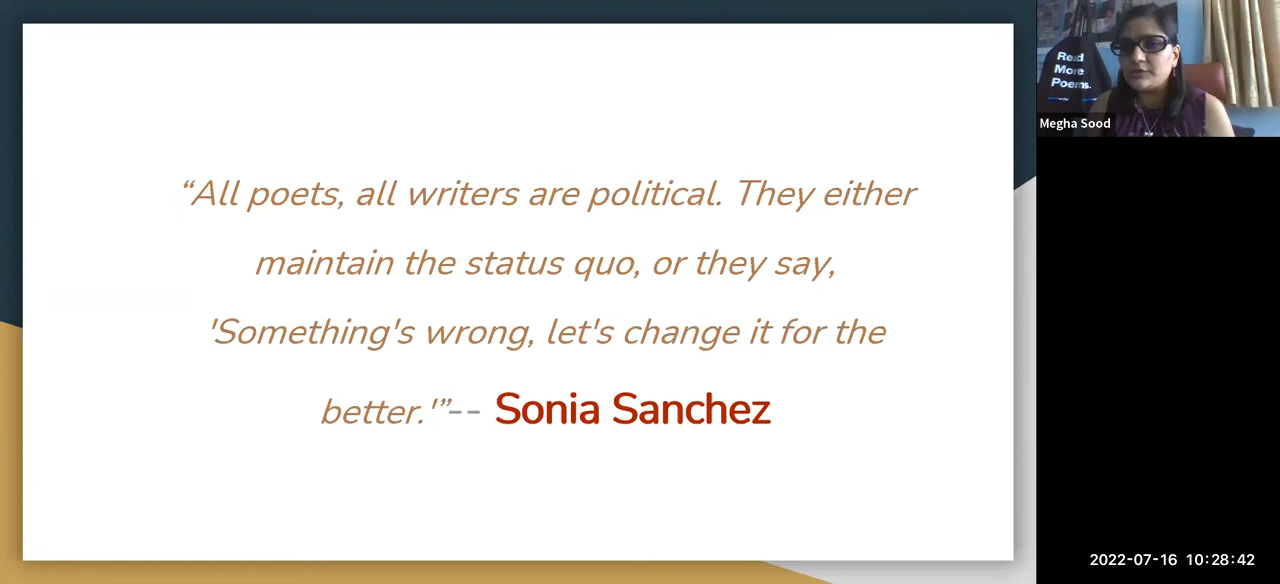 “All poets, all writers are political. They either
maintain the status quo, or they say,
'Something's wrong, let's change it for the
better.'”-- Sonia Sanchez
Read
More
Poems.
Megha Sood
2022-07-16 10:28:42